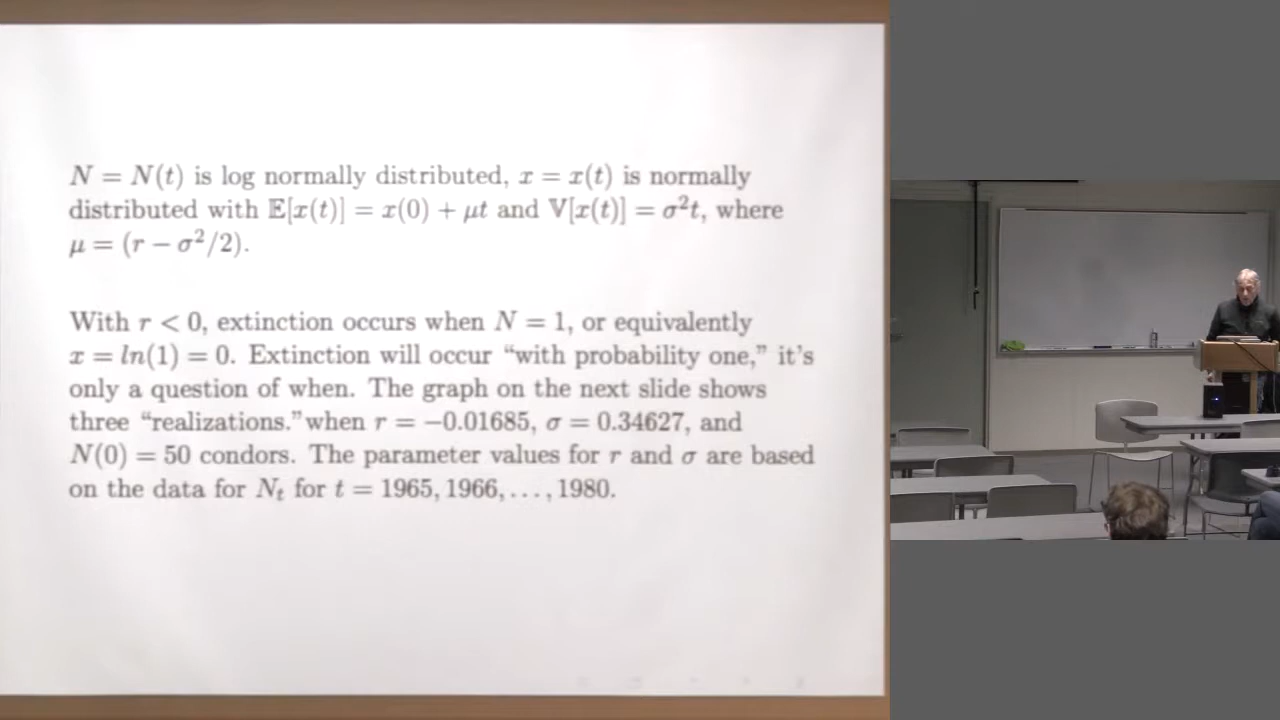 N = N(t) is log normally distributed, x = x(t) is normally
distributed with 𝔼[x(t)] = x(0) + μt and 𝕍[x(t)] = σ²t, where
μ = (r − σ²/2).
With r < 0, extinction occurs when N = 1, or equivalently
x = ln(1) = 0. Extinction will occur “with probability one,” it’s
only a question of when. The graph on the next slide shows
three “realizations.”when r = −0.01685, σ = 0.34627, and
N(0) = 50 condors. The parameter values for r and σ are based
on the data for Nₜ for t = 1965, 1966, . . . , 1980.